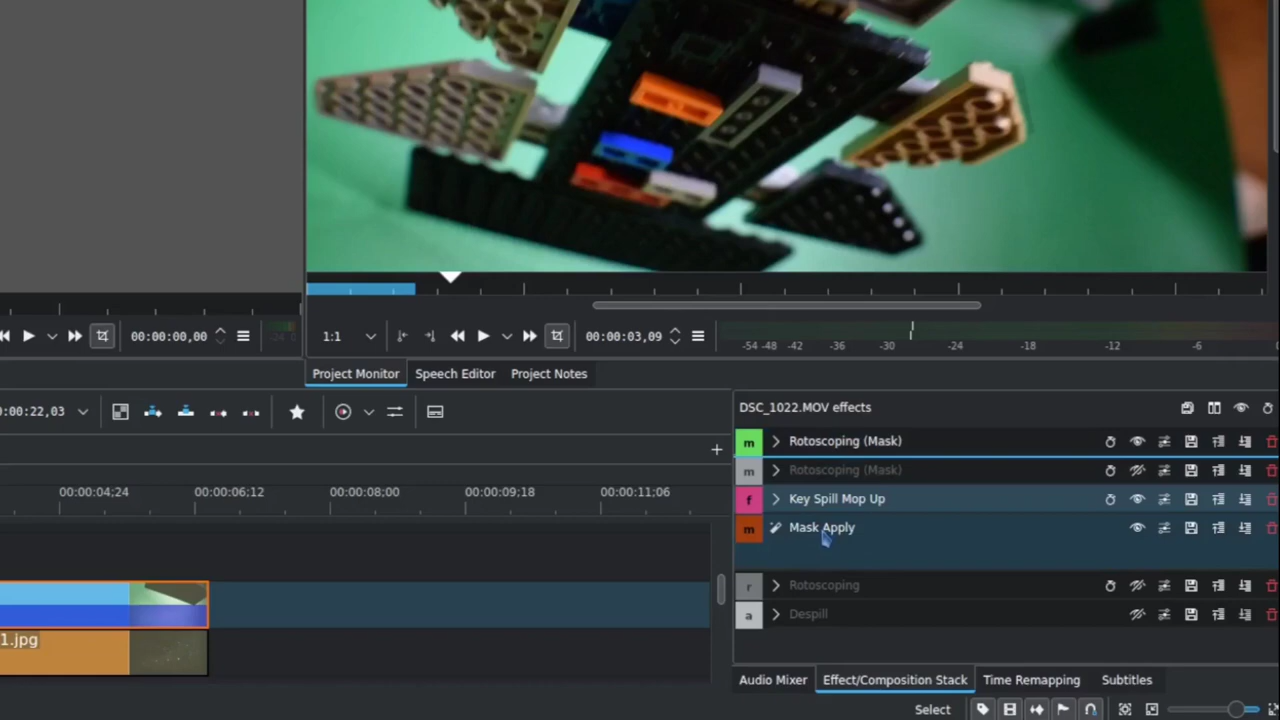 1:1
00:00:00,00
00:00:03,09
-54 -48 -42 -36 -30 -24 -18 -12 -6
Project Monitor Speech Editor Project Notes
0:00:22,03
00:00:04;24 00:00:06;12 00:00:08;00 00:00:09;18 00:00:11;06
1.jpg
DSC_1022.MOV effects
m Rotoscoping (Mask)
m Rotoscoping (Mask)
f Key Spill Mop Up
m Mask Apply
r Rotoscoping
a Despill
Audio Mixer Effect/Composition Stack Time Remapping Subtitles
Select